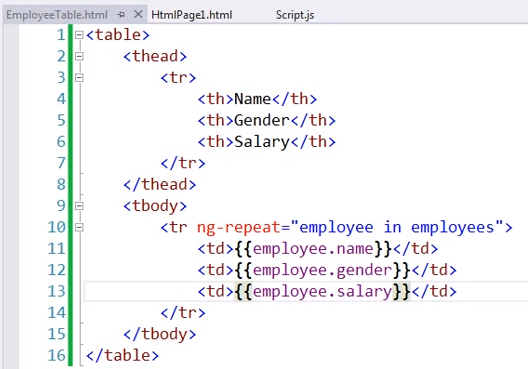 EmployeeTable.html HtmlPage1.html Script.js
1 <table>
2 <thead>
3 <tr>
4 <th>Name</th>
5 <th>Gender</th>
6 <th>Salary</th>
7 </tr>
8 </thead>
9 <tbody>
10 <tr ng-repeat="employee in employees">
11 <td>{{employee.name}}</td>
12 <td>{{employee.gender}}</td>
13 <td>{{employee.salary}}</td>
14 </tr>
15 </tbody>
16 </table>